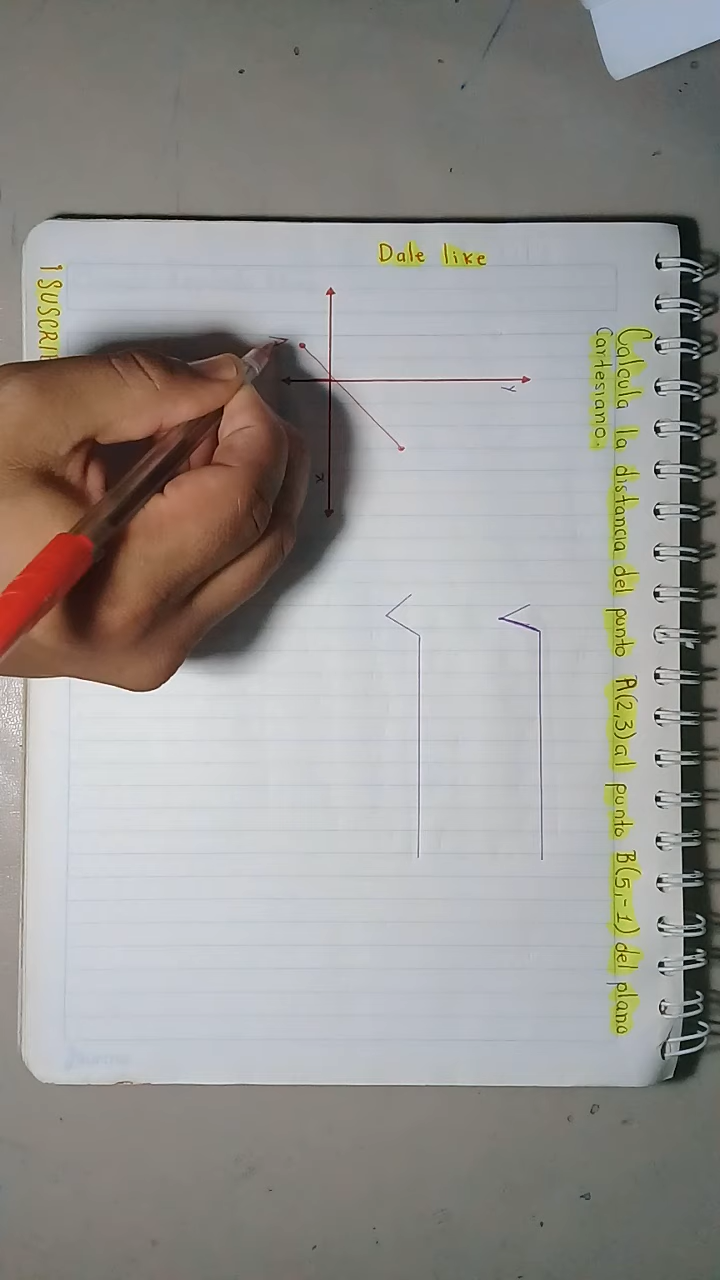 Calcula la distancia del punto A(2,3) al punto B(5,-1) del plano
Cartesiano.
Dale like
y
x